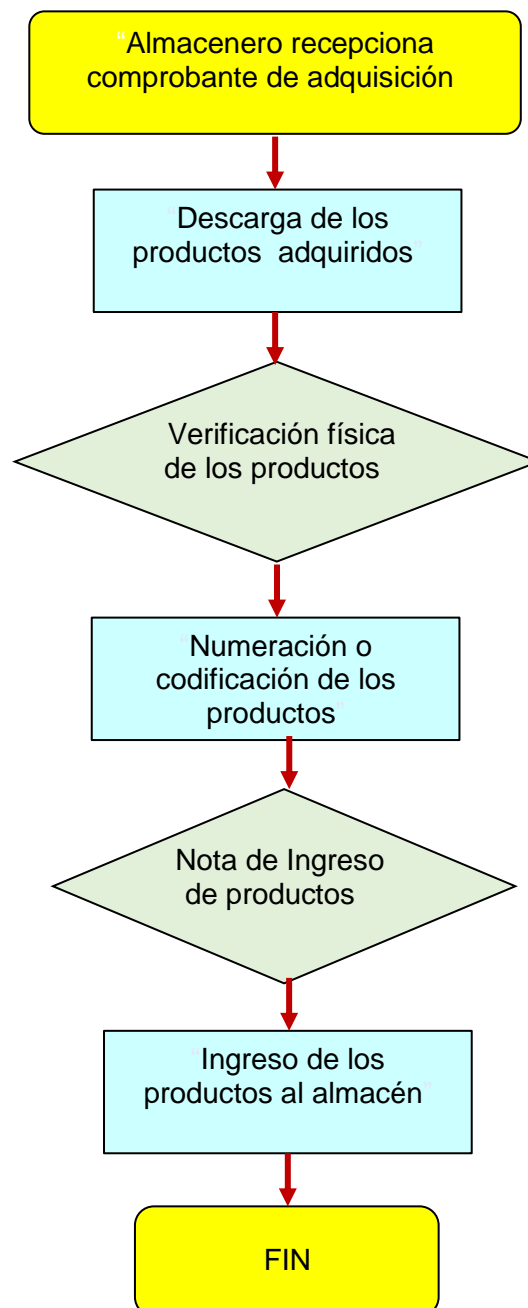 “Almacenero recepciona
comprobante de adquisición
“Descarga de los
productos adquiridos”
Verificación física
de los productos
“Numeración o
codificación de los
productos”
Nota de Ingreso
de productos
“Ingreso de los
productos al almacén”
FIN